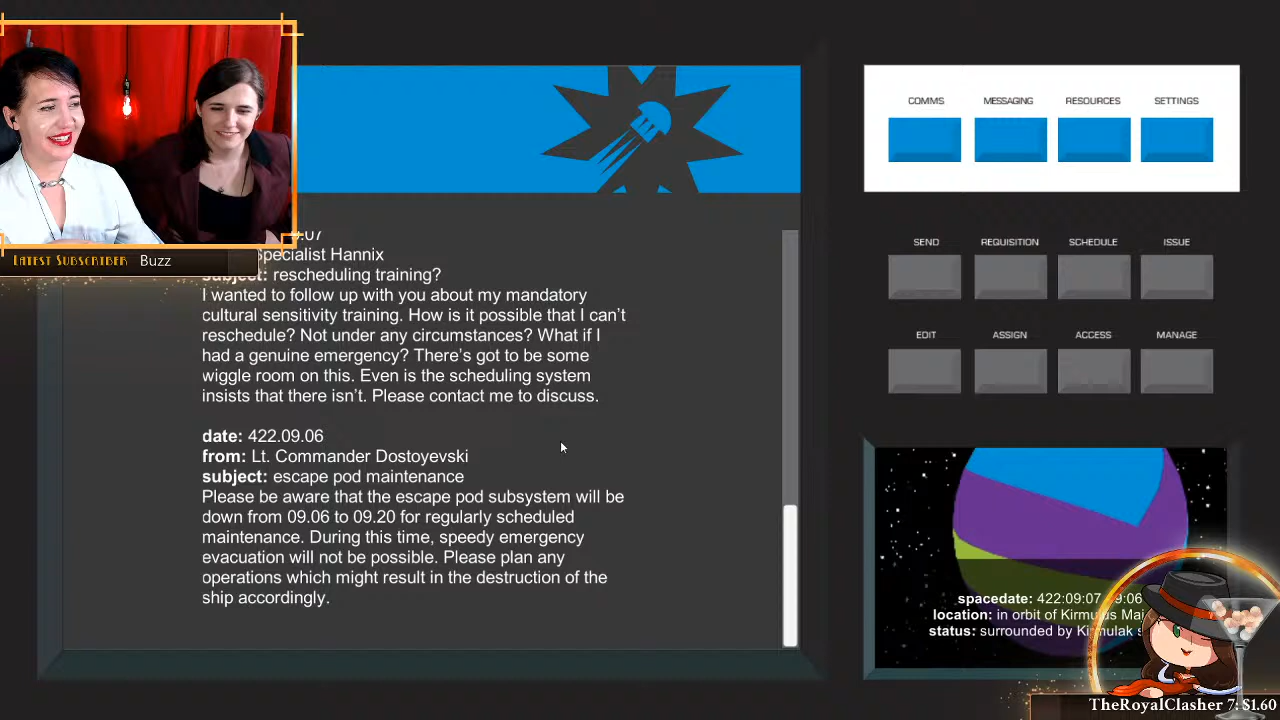 LATEST SUBSCRIBER Buzz
Specialist Hannix
subject: rescheduling training?
I wanted to follow up with you about my mandatory
cultural sensitivity training. How is it possible that I can't
reschedule? Not under any circumstances? What if I
had a genuine emergency? There's got to be some
wiggle room on this. Even is the scheduling system
insists that there isn't. Please contact me to discuss.
date: 422.09.06
from: Lt. Commander Dostoyevski
subject: escape pod maintenance
Please be aware that the escape pod subsystem will be
down from 09.06 to 09.20 for regularly scheduled
maintenance. During this time, speedy emergency
evacuation will not be possible. Please plan any
operations which might result in the destruction of the
ship accordingly.
COMMS MESSAGING RESOURCES SETTINGS
SEND REQUISITION SCHEDULE ISSUE
EDIT ASSIGN ACCESS MANAGE
spacedate: 422:09:07
location: in orbit of Kirmulus
status: surrounded by Kirmulak
TheRoyalClasher 7: $1.60